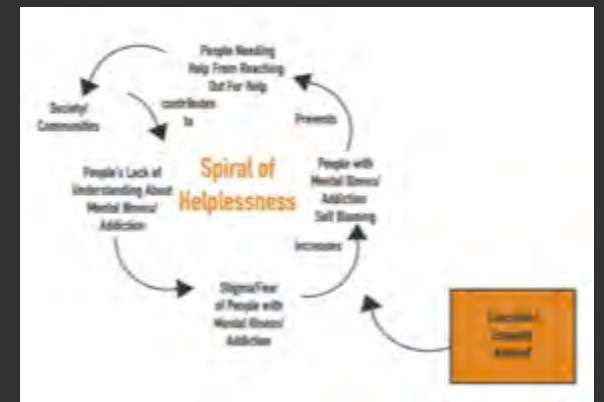 People Needing
Help From Reaching
Out For Help
Society/
Communities
contributes
to
Prevents
People's Lack of
Understanding About
Mental Illness/
Addiction
Spiral of
Helplessness
People with
Mental Illness/
Addiction
Self Blaming
Increases
Stigma/Fear
of People with
Mental Illness/
Addiction